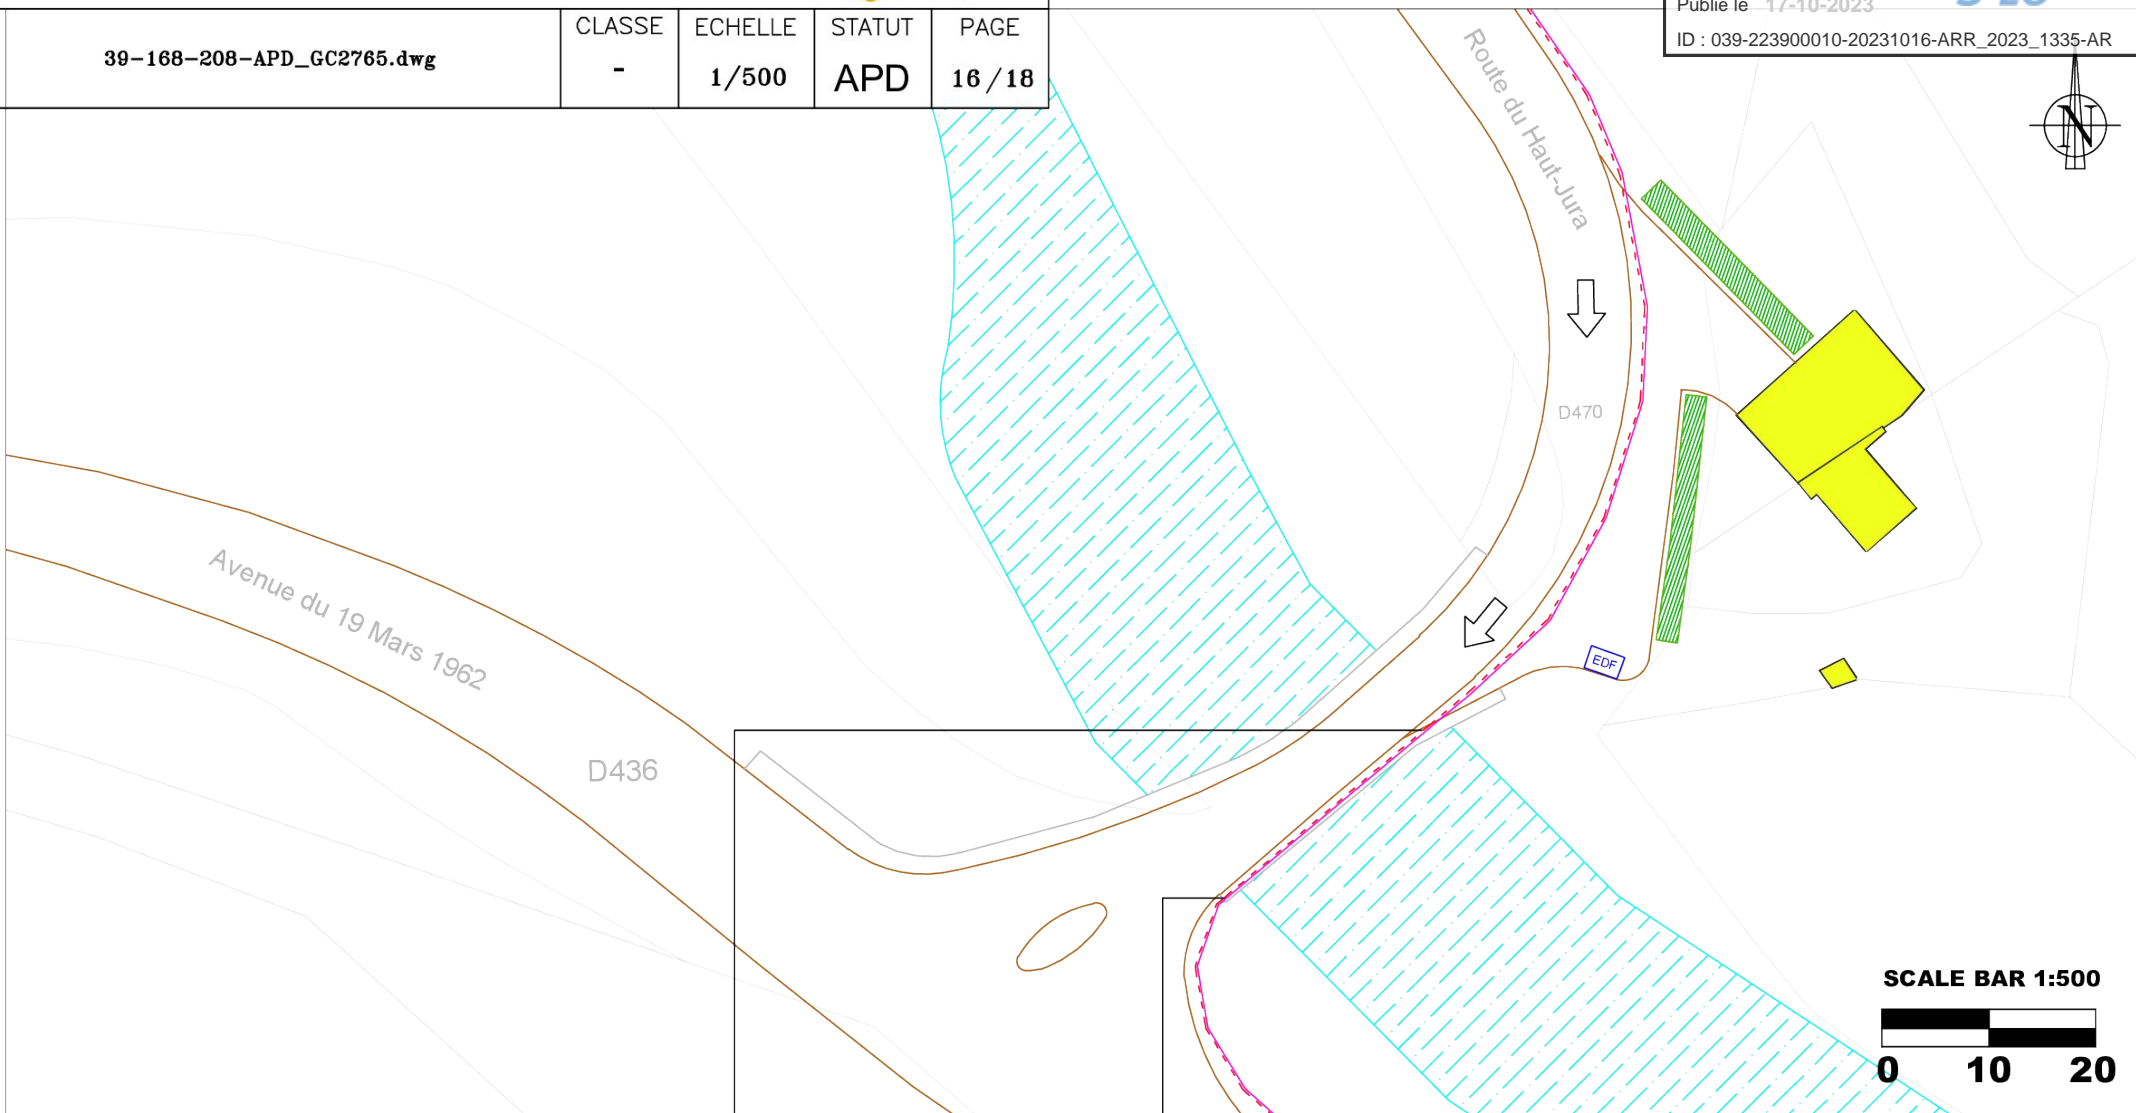 Publié le 17-10-2023
ID : 039-223900010-20231016-ARR_2023_1335-AR
39-168-208-APD_GC2765.dwg
CLASSE
-
ECHELLE
1/500
STATUT
APD
PAGE
16/18
N
Route du Haut-Jura
D470
Avenue du 19 Mars 1962
D436
EDF
SCALE BAR 1:500
0 10 20